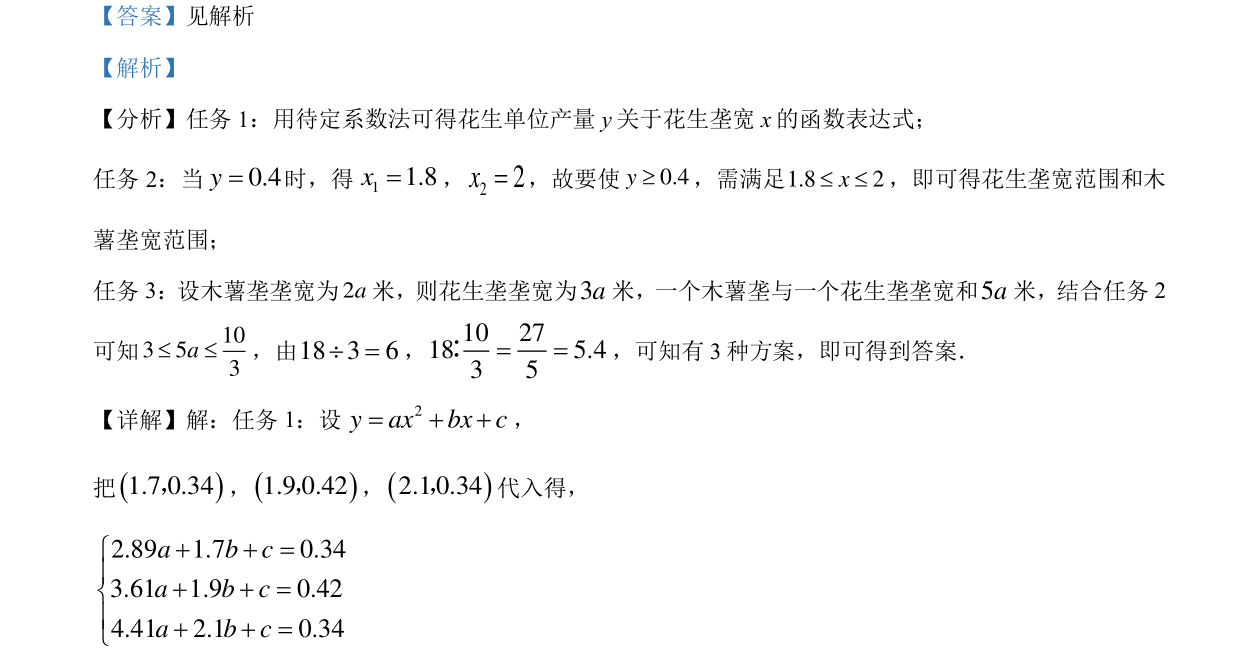 【答案】见解析
【解析】
【分析】任务 1：用待定系数法可得花生单位产量 y 关于花生垄宽 x 的函数表达式；
任务 2：当 y = 0.4 时，得 x₁ = 1.8，x₂ = 2，故要使 y ≥ 0.4，需满足 1.8 ≤ x ≤ 2，即可得花生垄宽范围和木
薯垄宽范围；
任务 3：设木薯垄垄宽为 2a 米，则花生垄垄宽为 3a 米，一个木薯垄与一个花生垄垄宽和 5a 米，结合任务 2
可知 3 ≤ 5a ≤ 10/3，由 18 ÷ 3 = 6，18∶10/3 = 27/5 = 5.4，可知有 3 种方案，即可得到答案．
【详解】解：任务 1：设 y = ax² + bx + c，
把 (1.7,0.34)，(1.9,0.42)，(2.1,0.34) 代入得，
{2.89a + 1.7b + c = 0.34
3.61a + 1.9b + c = 0.42
4.41a + 2.1b + c = 0.34